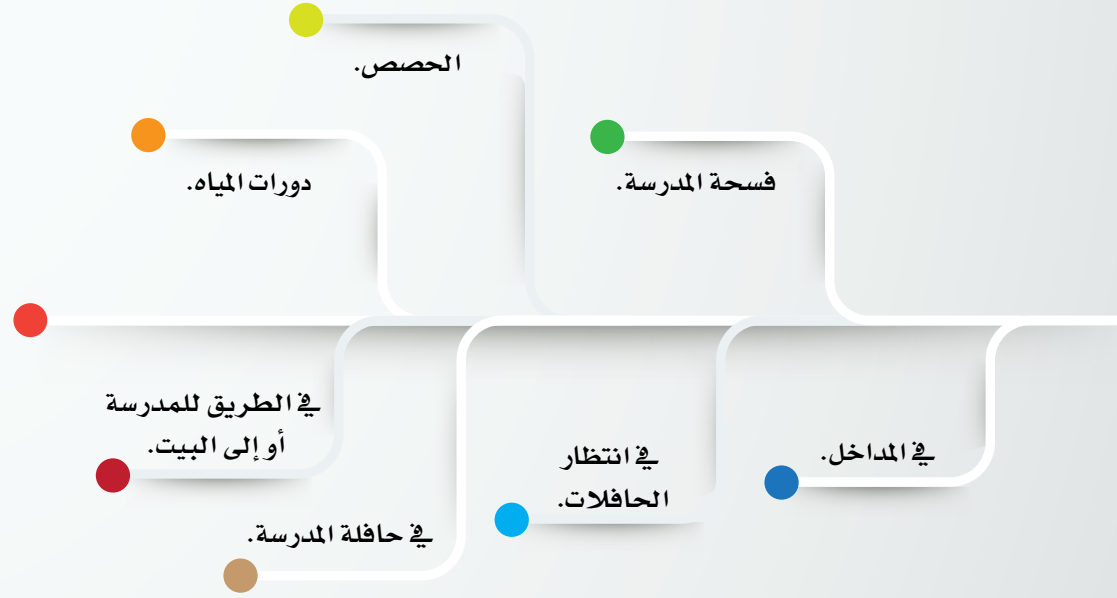 الحصص.
فسحة المدرسة.
دورات المياه.
في المداخل.
في انتظار
الحافلات.
في الطريق للمدرسة
أو إلى البيت.
في حافلة المدرسة.